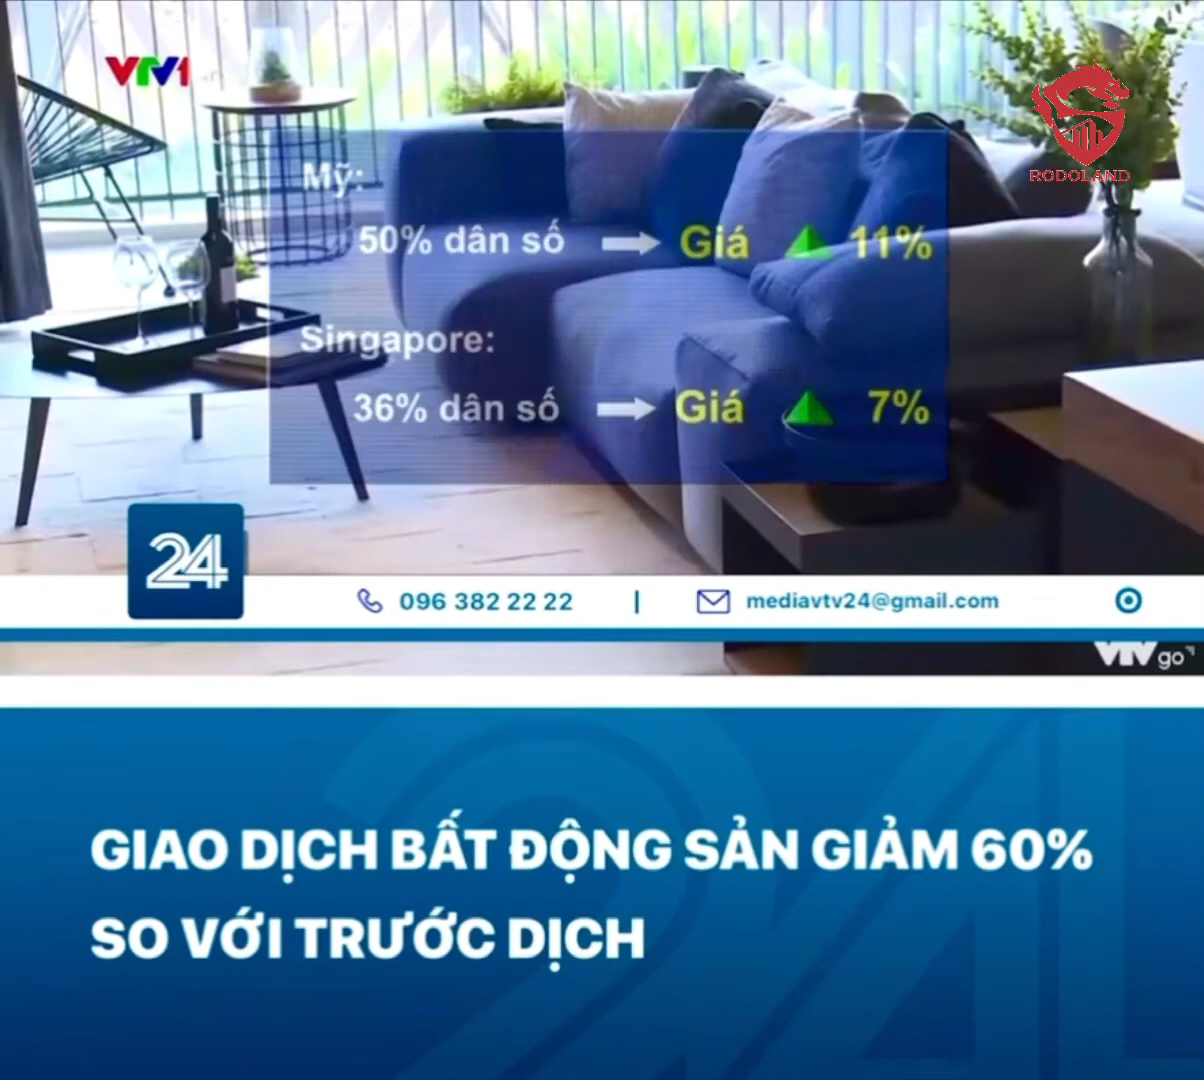 VTV1
RODOLAND
Mỹ:
50% dân số Giá 11%
Singapore:
36% dân số Giá 7%
24
096 382 22 22 | mediavtv24@gmail.com
VTV go
GIAO DỊCH BẤT ĐỘNG SẢN GIẢM 60%
SO VỚI TRƯỚC DỊCH